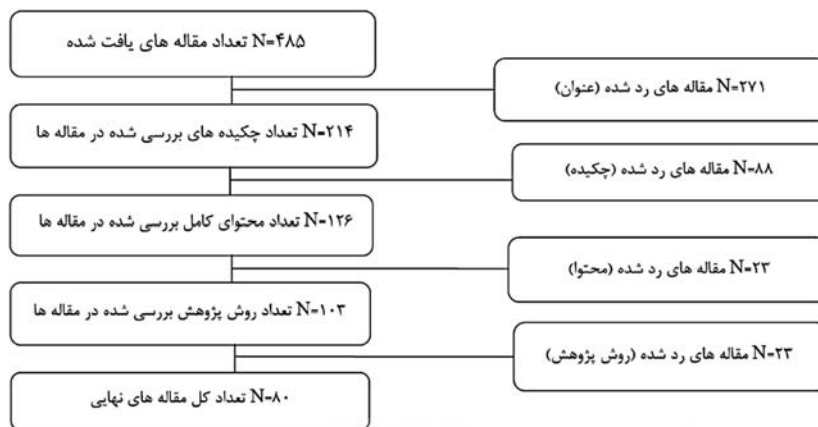 تعداد مقاله های یافت شده N=۴۸۵
مقاله های رد شده (عنوان) N=۲۷۱
تعداد چکیده های بررسی شده در مقاله ها N=۲۱۴
مقاله های رد شده (چکیده) N=۸۸
تعداد محتوای کامل بررسی شده در مقاله ها N=۱۲۶
مقاله های رد شده (محتوا) N=۲۳
تعداد روش پژوهش بررسی شده در مقاله ها N=۱۰۳
مقاله های رد شده (روش پژوهش) N=۲۳
تعداد کل مقاله های نهایی N=۸۰